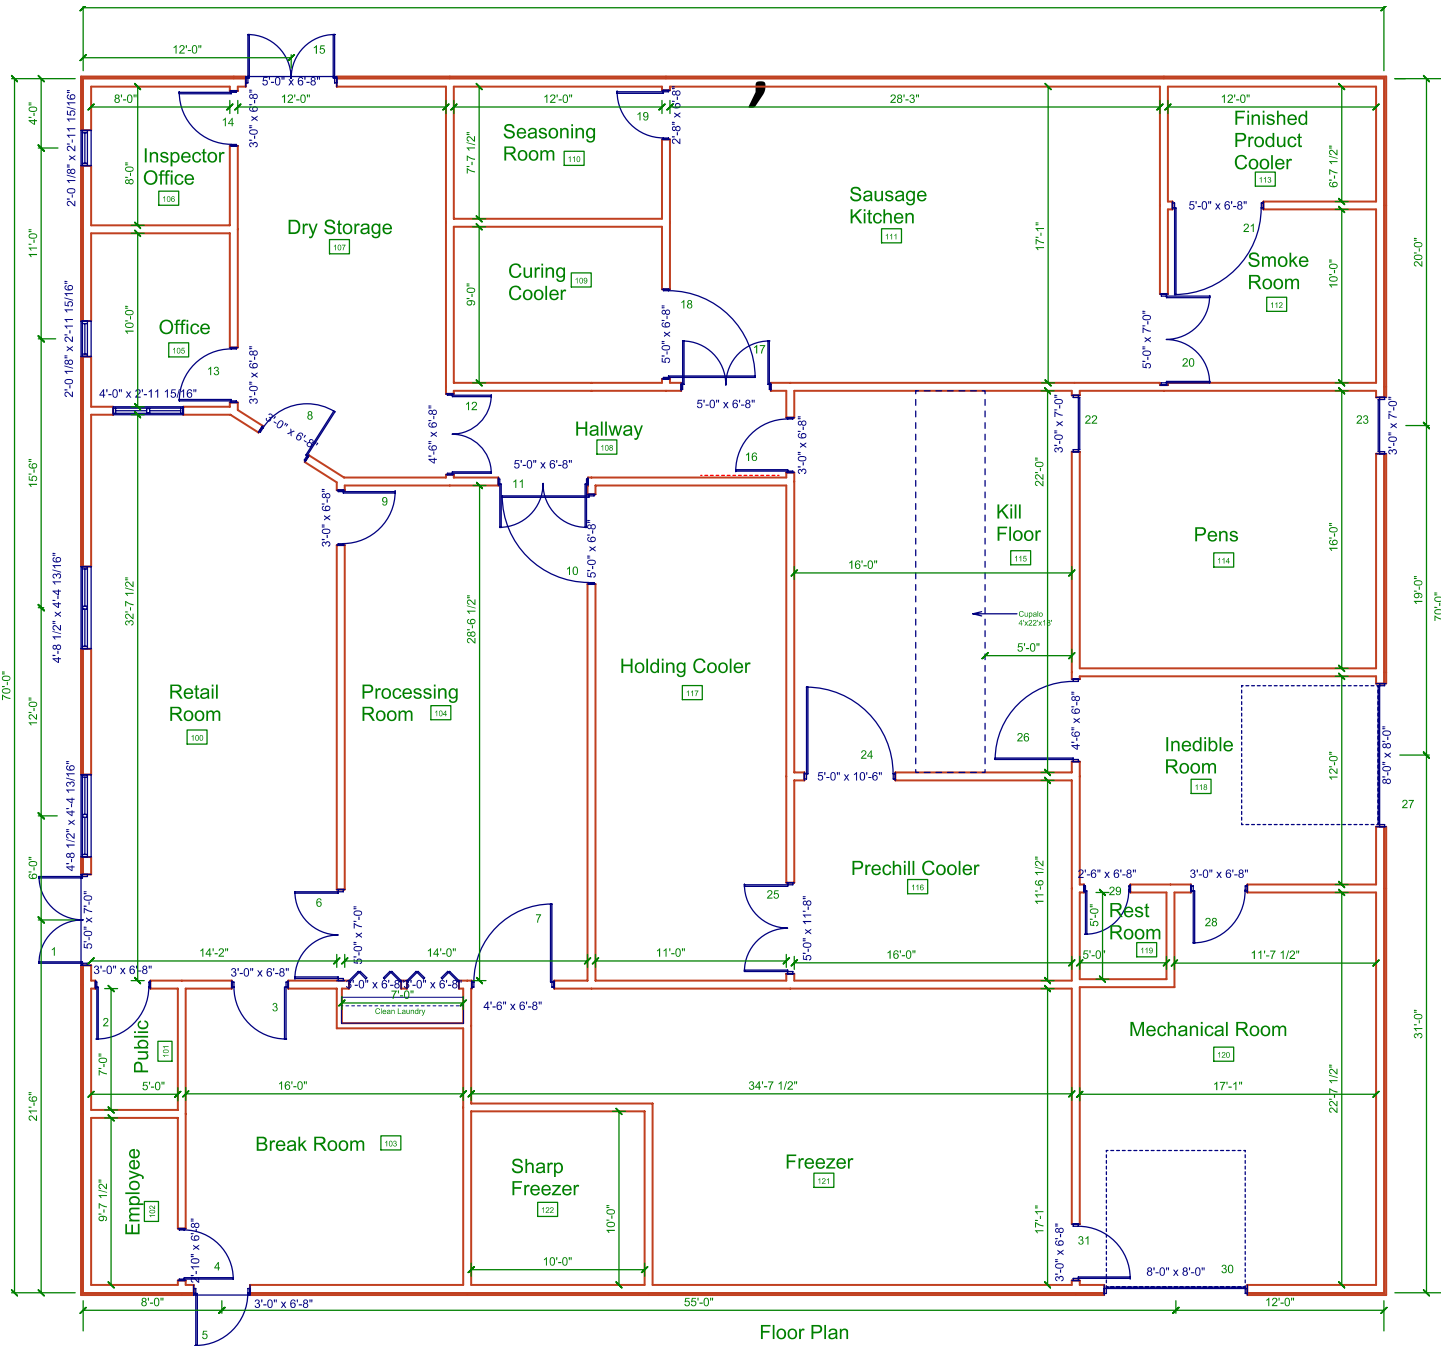 12'-0"
15
5'-0" x 6'-8"
8'-0"
12'-0"
12'-0"
28'-3"
12'-0"
4'-0"
2'-0 1/8" x 2'-11 15/16"
14
3'-0" x 6'-8"
19
2'-8" x 6'-8"
Finished
Product
Cooler
113
6'-7 1/2"
Seasoning
Room
110
7'-7 1/2"
Inspector
Office
106
8'-0"
Sausage
Kitchen
111
17'-1"
5'-0" x 6'-8"
21
Dry Storage
107
11'-0"
20'-0"
Smoke
Room
112
10'-0"
Curing
Cooler
109
9'-0"
18
5'-0" x 6'-8"
2'-0 1/8" x 2'-11 15/16"
10'-0"
Office
105
13
3'-0" x 6'-8"
17
5'-0" x 7'-0"
20
4'-0" x 2'-11 15/16"
5'-0" x 6'-8"
8
3'-0" x 6'-8"
12
4'-6" x 6'-8"
Hallway
108
16
3'-0" x 6'-8"
3'-0" x 7'-0"
22
23
3'-0" x 7'-0"
15'-6"
22'-0"
5'-0" x 6'-8"
11
9
3'-0" x 6'-8"
Kill
Floor
115
Pens
114
16'-0"
10
5'-0" x 6'-8"
16'-0"
32'-7 1/2"
28'-6 1/2"
4'-8 1/2" x 4'-4 13/16"
Cupalo
4'x22'x18'
5'-0"
19'-0"
70'-0"
70'-0"
Holding Cooler
117
Retail
Room
100
Processing
Room
104
12'-0"
24
5'-0" x 10'-6"
26
4'-6" x 6'-8"
Inedible
Room
118
12'-0"
8'-0" x 8'-0"
27
4'-8 1/2" x 4'-4 13/16"
6'-0"
Prechill Cooler
116
11'-6 1/2"
2'-6" x 6'-8"
29
3'-0" x 6'-8"
28
Rest
Room
119
5'-0"
5'-0"
11'-7 1/2"
1
5'-0" x 7'-0"
6
5'-0" x 7'-0"
7
25
5'-0" x 11'-8"
14'-2"
14'-0"
11'-0"
16'-0"
3'-0" x 6'-8"
3'-0" x 6'-8"
3'-0" x 6'-8"
7'-0"
Clean Laundry
4'-6" x 6'-8"
2
3
Public
101
7'-0"
5'-0"
16'-0"
34'-7 1/2"
17'-1"
Mechanical Room
120
22'-7 1/2"
31'-0"
21'-6"
Break Room
103
Employee
102
9'-7 1/2"
Sharp
Freezer
122
10'-0"
10'-0"
Freezer
121
17'-1"
2'-10" x 6'-8"
4
3'-0" x 6'-8"
31
8'-0" x 8'-0"
30
8'-0"
3'-0" x 6'-8"
55'-0"
12'-0"
5
Floor Plan